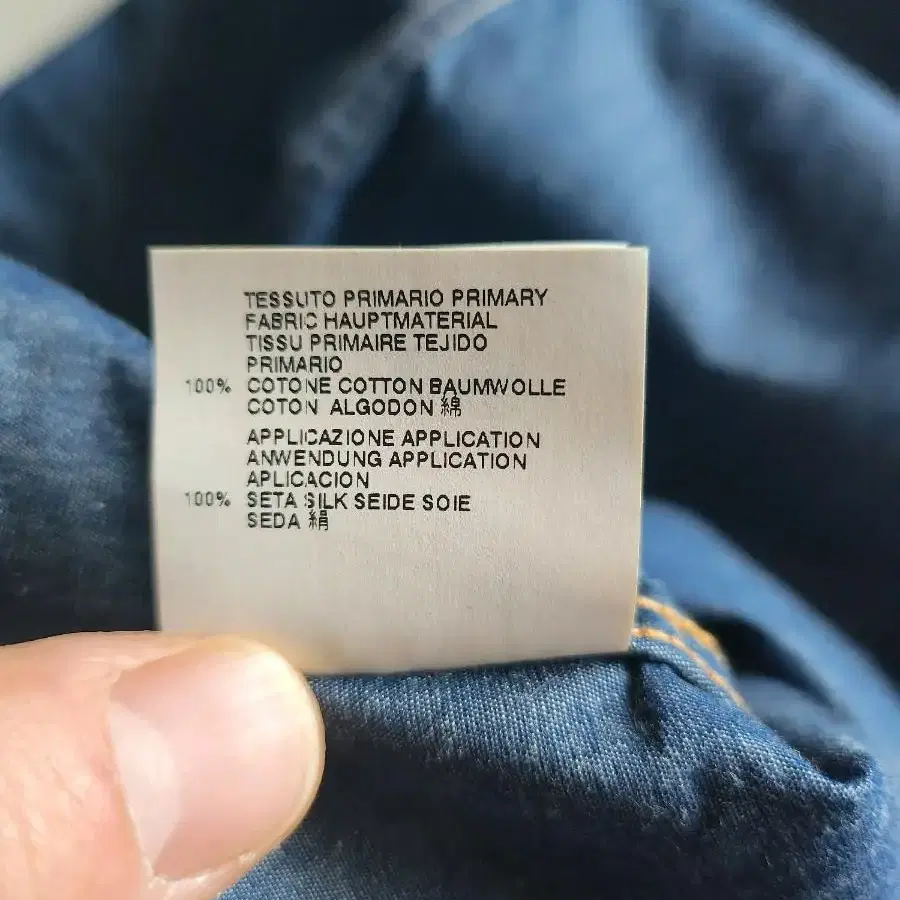 TESSUTO PRIMARIO PRIMARY
FABRIC HAUPTMATERIAL
TISSU PRIMAIRE TEJIDO
PRIMARIO
100% COTONE COTTON BAUMWOLLE
COTON ALGODON 綿
APPLICAZIONE APPLICATION
ANWENDUNG APPLICATION
APLICACION
100% SETA SILK SEIDE SOIE
SEDA 絹